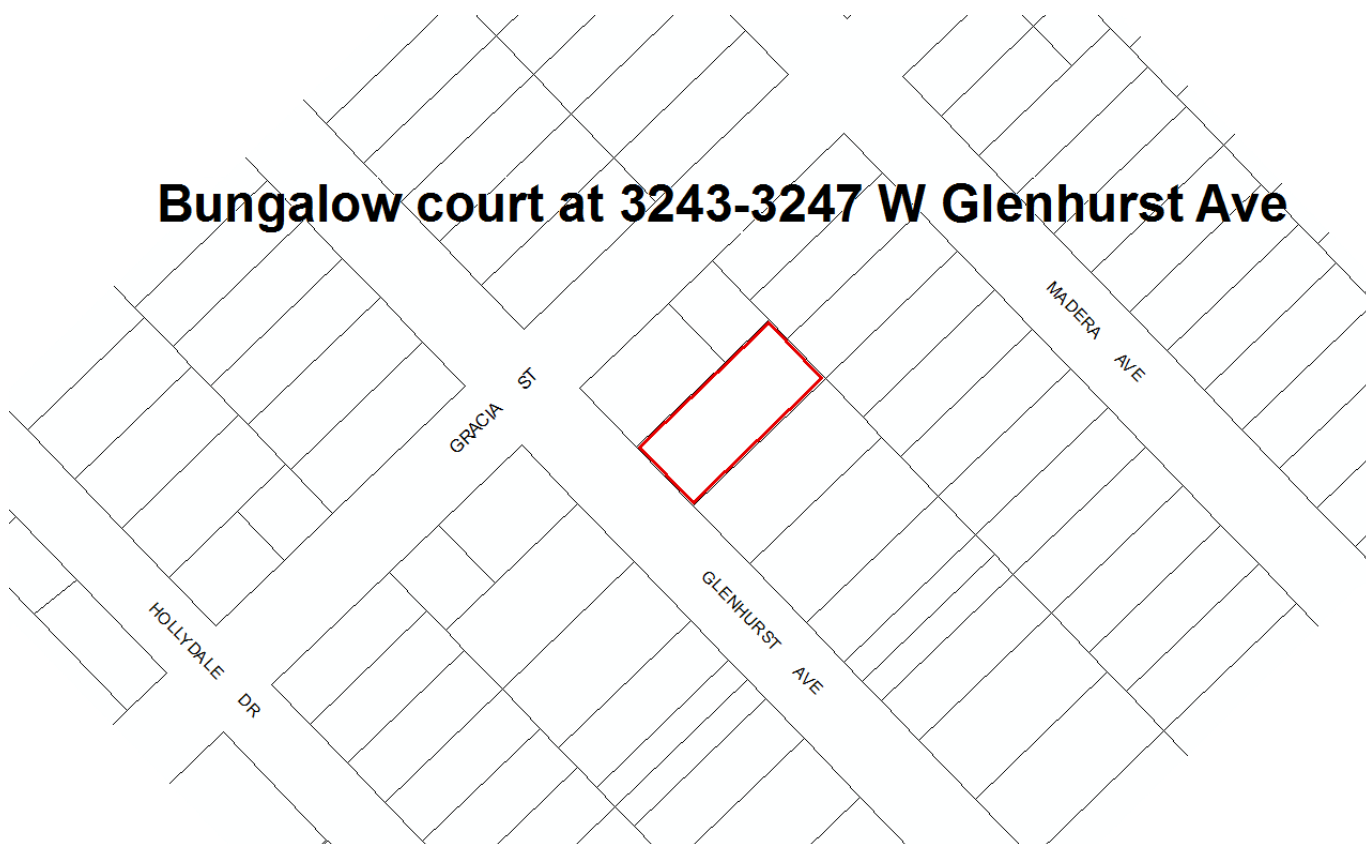 Bungalow court at 3243-3247 W Glenhurst Ave
MADERA AVE
GRACIA ST
GLENHURST AVE
HOLLYDALE DR